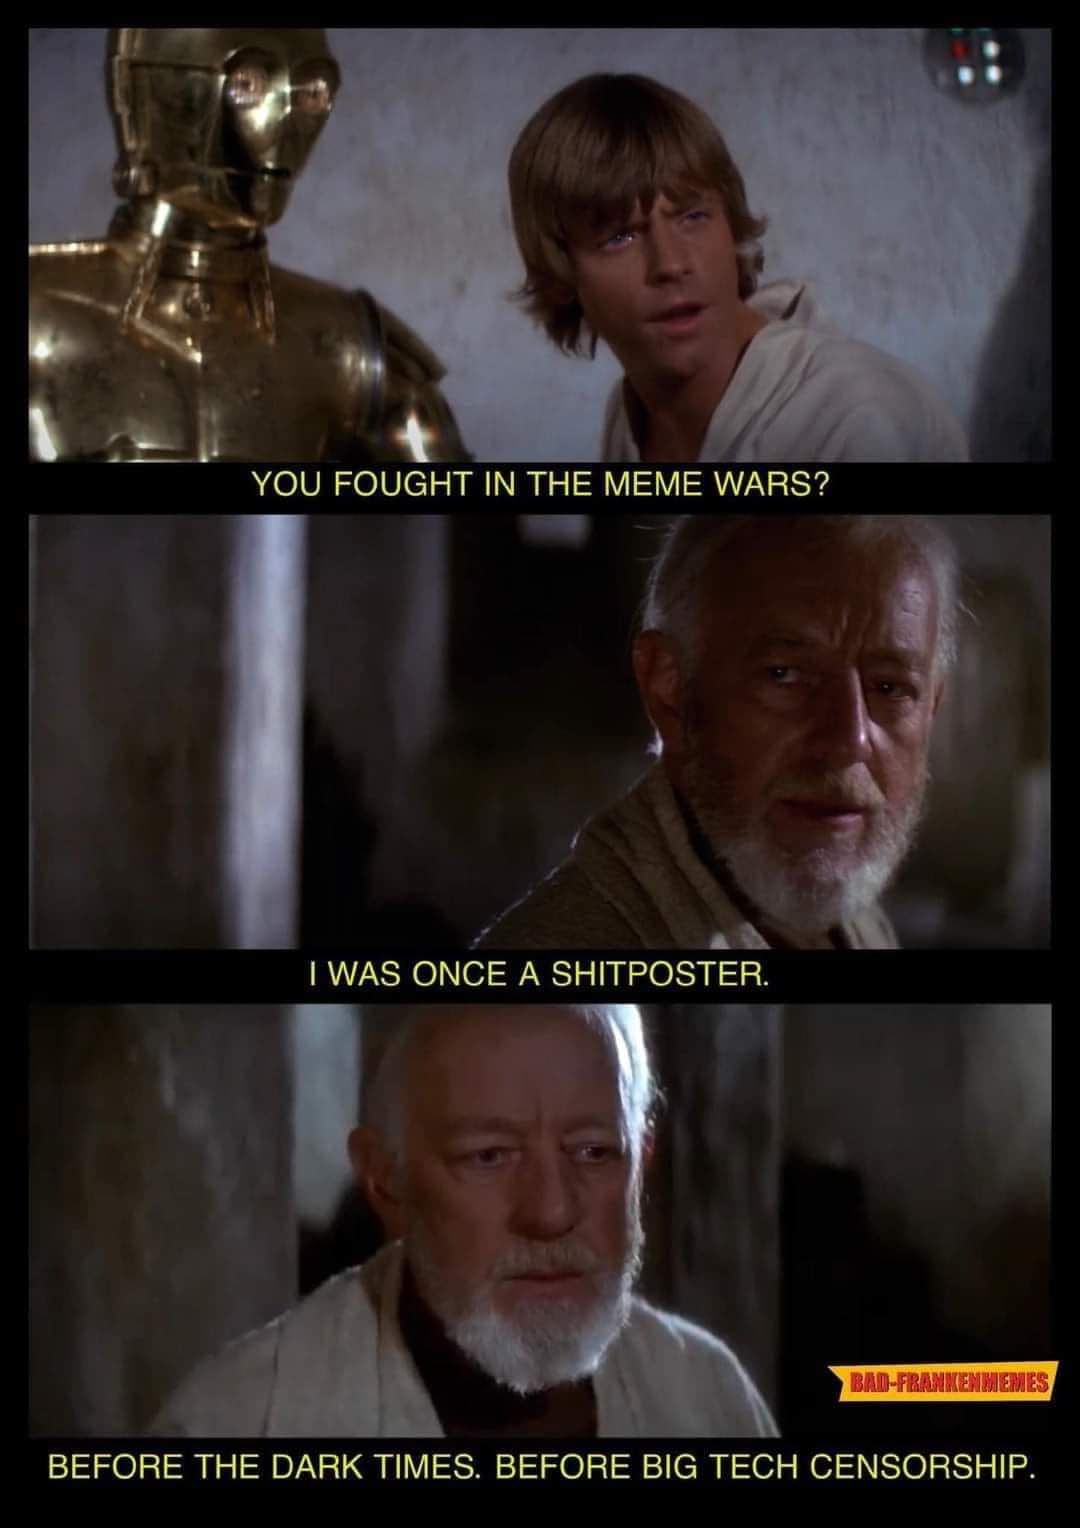 YOU FOUGHT IN THE MEME WARS?
I WAS ONCE A SHITPOSTER.
BAD-FRANKENMEMES
BEFORE THE DARK TIMES. BEFORE BIG TECH CENSORSHIP.